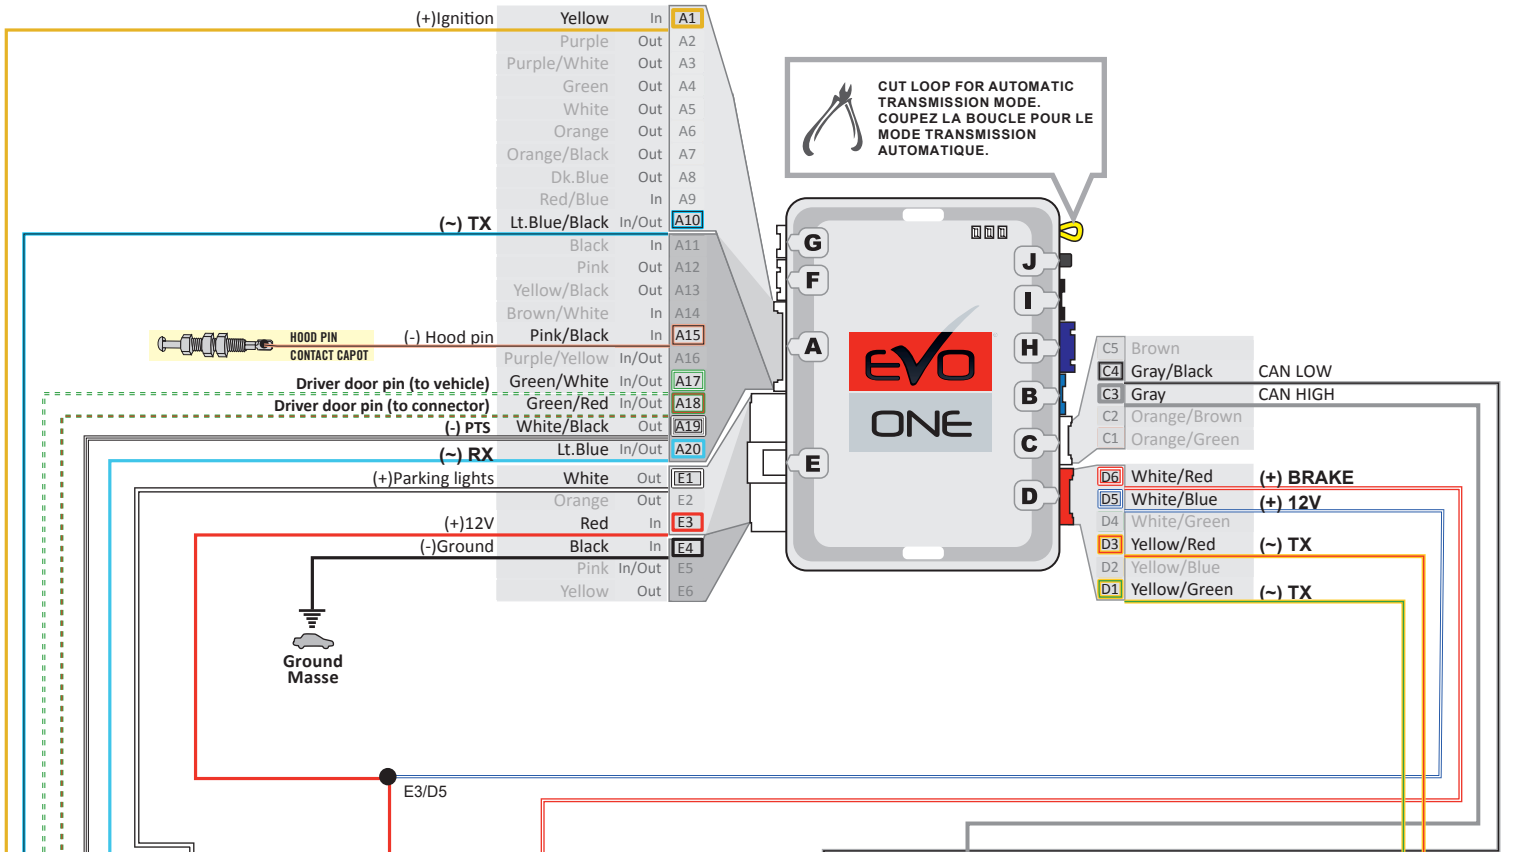 (+)Ignition Yellow In A1
Purple Out A2
Purple/White Out A3
Green Out A4
White Out A5
Orange Out A6
Orange/Black Out A7
Dk.Blue Out A8
Red/Blue In A9
(~) TX Lt.Blue/Black In/Out A10
Black In A11
Pink Out A12
Yellow/Black Out A13
Brown/White In A14
HOOD PIN
CONTACT CAPOT
(-) Hood pin Pink/Black In A15
Purple/Yellow In/Out A16
Driver door pin (to vehicle) Green/White In/Out A17
Driver door pin (to connector) Green/Red In/Out A18
(-) PTS White/Black Out A19
(~) RX Lt.Blue In/Out A20
(+)Parking lights White Out E1
Orange Out E2
(+)12V Red In E3
(-)Ground Black In E4
Pink In/Out E5
Yellow Out E6
Ground
Masse
E3/D5
CUT LOOP FOR AUTOMATIC
TRANSMISSION MODE.
COUPEZ LA BOUCLE POUR LE
MODE TRANSMISSION
AUTOMATIQUE.
G
F
A
E
J
I
H
B
C
D
EVO
ONE
C5 Brown
C4 Gray/Black CAN LOW
C3 Gray CAN HIGH
C2 Orange/Brown
C1 Orange/Green
D6 White/Red (+) BRAKE
D5 White/Blue (+) 12V
D4 White/Green
D3 Yellow/Red (~) TX
D2 Yellow/Blue
D1 Yellow/Green (~) TX